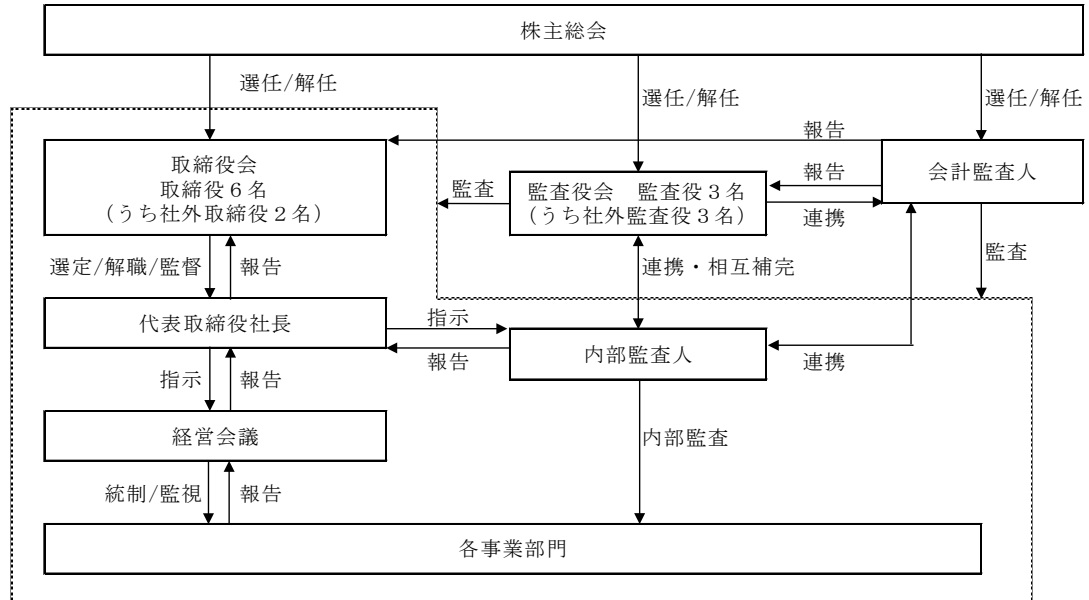 株主総会
選任/解任
選任/解任
選任/解任
報告
取締役会
取締役6名
（うち社外取締役2名）
監査
監査役会　監査役3名
（うち社外監査役3名）
報告
連携
会計監査人
選定/解職/監督
報告
連携・相互補完
監査
代表取締役社長
指示
報告
内部監査人
連携
指示
報告
経営会議
内部監査
統制/監視
報告
各事業部門